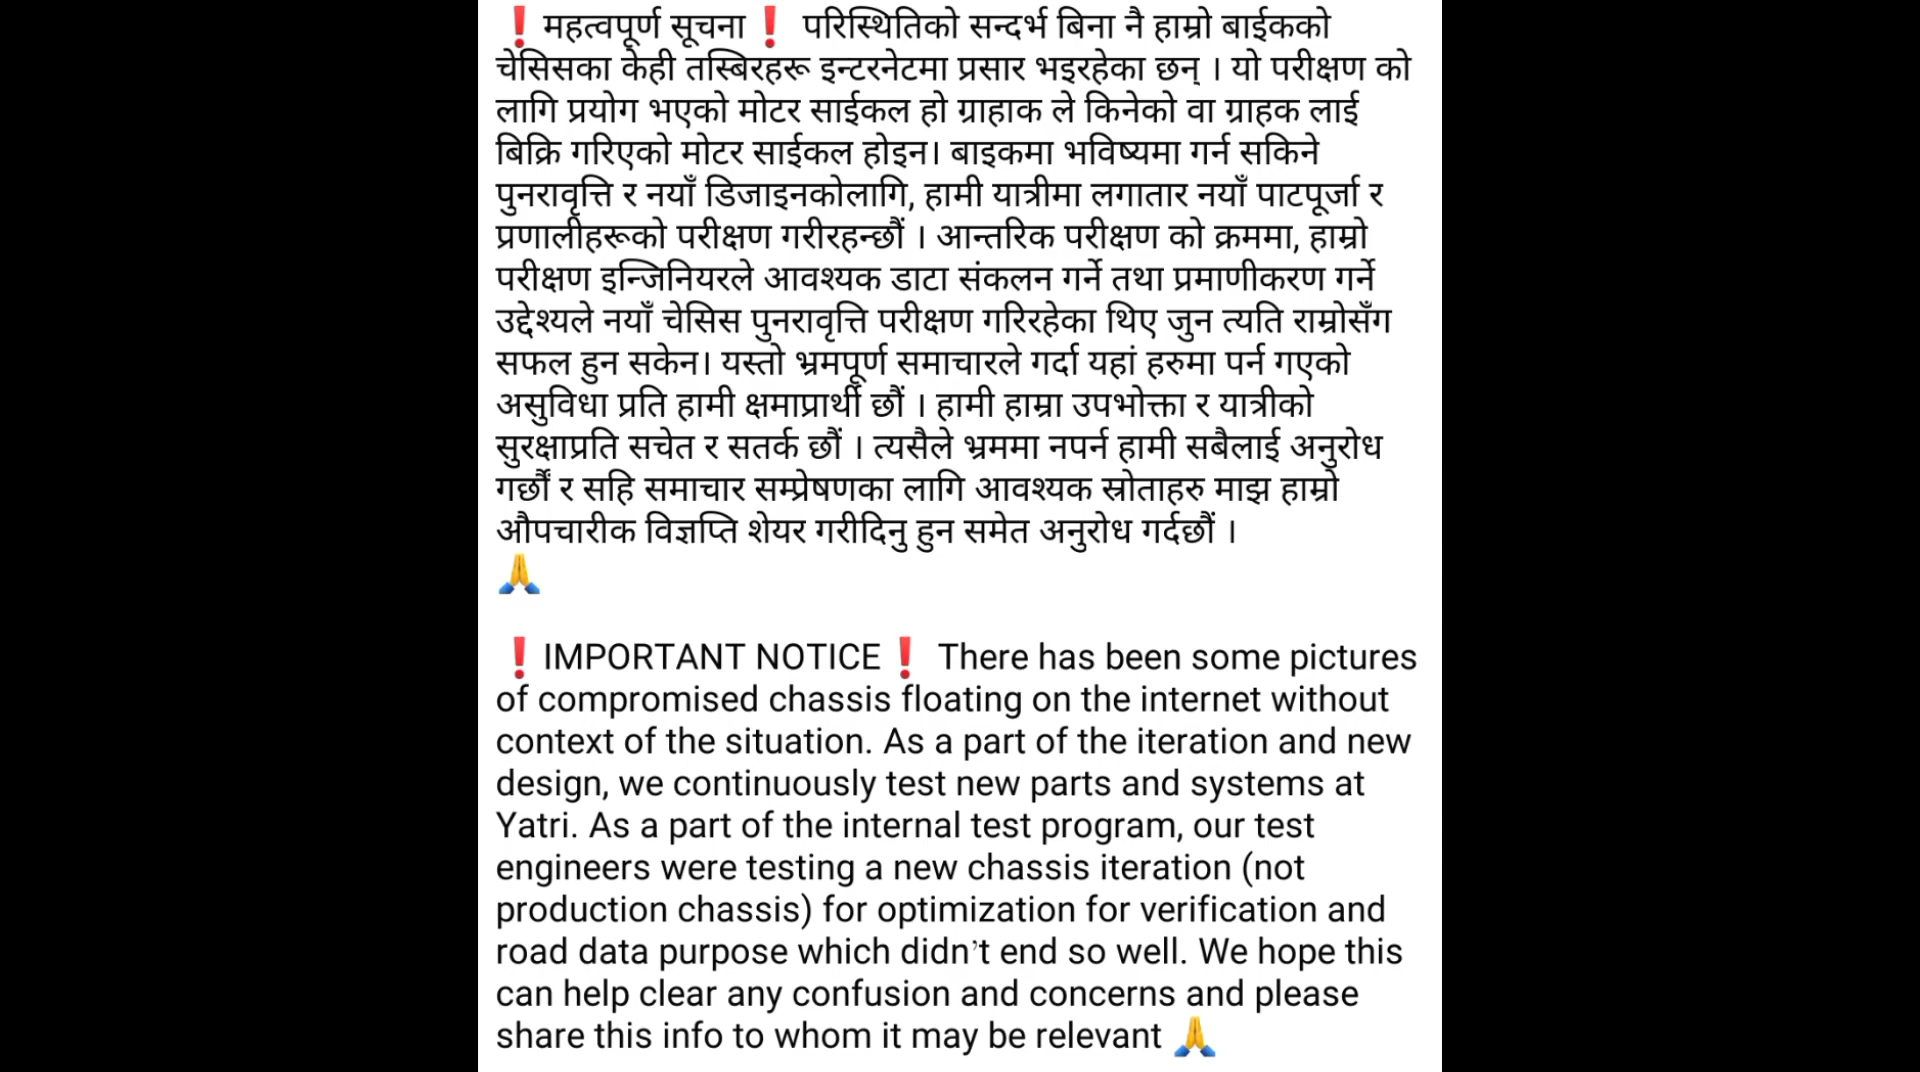 ❗महत्वपूर्ण सूचना❗ परिस्थितिको सन्दर्भ बिना नै हाम्रो बाईकको
चेसिसका केही तस्बिरहरू इन्टरनेटमा प्रसार भइरहेका छन् । यो परीक्षण को
लागि प्रयोग भएको मोटर साईकल हो ग्राहाक ले किनेको वा ग्राहक लाई
बिक्रि गरिएको मोटर साईकल होइन। बाइकमा भविष्यमा गर्न सकिने
पुनरावृत्ति र नयाँ डिजाइनकोलागि, हामी यात्रीमा लगातार नयाँ पाटपूर्जा र
प्रणालीहरूको परीक्षण गरीरहन्छौं । आन्तरिक परीक्षण को क्रममा, हाम्रो
परीक्षण इन्जिनियरले आवश्यक डाटा संकलन गर्ने तथा प्रमाणीकरण गर्ने
उद्देश्यले नयाँ चेसिस पुनरावृत्ति परीक्षण गरिरहेका थिए जुन त्यति राम्रोसँग
सफल हुन सकेन। यस्तो भ्रमपूर्ण समाचारले गर्दा यहां हरुमा पर्न गएको
असुविधा प्रति हामी क्षमाप्रार्थी छौं । हामी हाम्रा उपभोक्ता र यात्रीको
सुरक्षाप्रति सचेत र सतर्क छौं । त्यसैले भ्रममा नपर्न हामी सबैलाई अनुरोध
गर्छौं र सहि समाचार सम्प्रेषणका लागि आवश्यक स्रोताहरु माझ हाम्रो
औपचारीक विज्ञप्ति शेयर गरीदिनु हुन समेत अनुरोध गर्दछौं ।
🙏
❗IMPORTANT NOTICE❗ There has been some pictures
of compromised chassis floating on the internet without
context of the situation. As a part of the iteration and new
design, we continuously test new parts and systems at
Yatri. As a part of the internal test program, our test
engineers were testing a new chassis iteration (not
production chassis) for optimization for verification and
road data purpose which didn’t end so well. We hope this
can help clear any confusion and concerns and please
share this info to whom it may be relevant 🙏